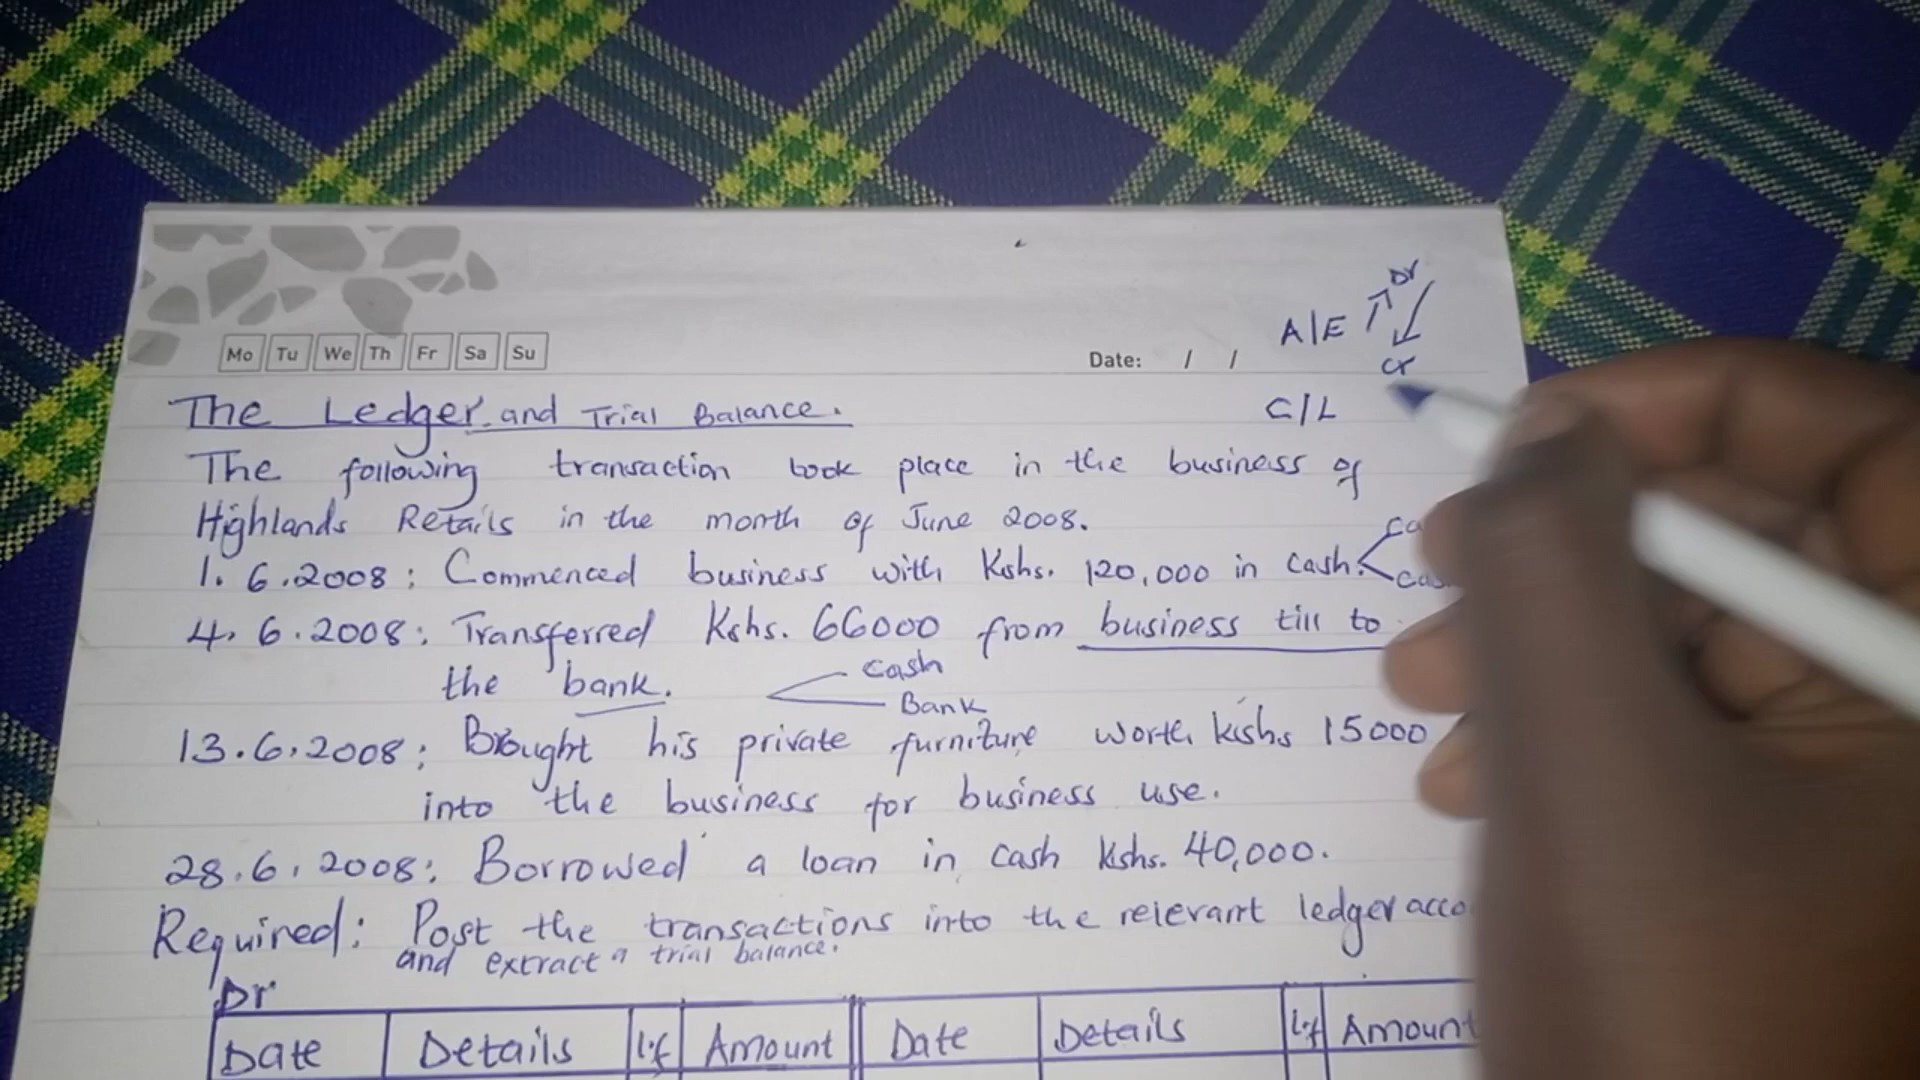 Dr
A/E
Cr
Mo Tu We Th Fr Sa Su
Date: / /
The Ledger and Trial Balance.
C/L
The following transaction took place in the business of
Highlands Retails in the month of June 2008.
1.6.2008: Commenced business with Kshs. 120,000 in cash.
4.6.2008: Transferred Kshs. 66000 from business till to
the bank.
Cash
Bank
13.6.2008: Brought his private furniture worth kshs 15000
into the business for business use.
28.6.2008: Borrowed a loan in cash kshs. 40,000.
Required: Post the transactions into the relevant ledger acco
and extract a trial balance.
Dr
Date Details l.f Amount Date Details l.f Amount